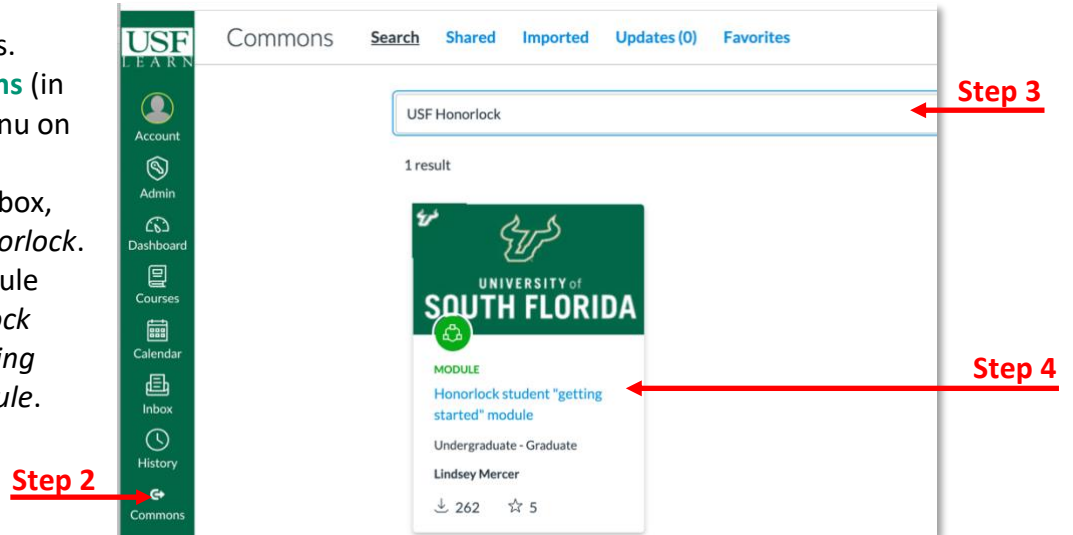 s.
ns (in
nu on
box,
orlock.
ule
ock
ing
ule.
Step 2
USF
LEARN
Account
Admin
Dashboard
Courses
Calendar
Inbox
History
Commons
Commons Search Shared Imported Updates (0) Favorites
USF Honorlock
Step 3
1 result
UNIVERSITY of
SOUTH FLORIDA
MODULE
Honorlock student "getting
started" module
Step 4
Undergraduate - Graduate
Lindsey Mercer
262 5